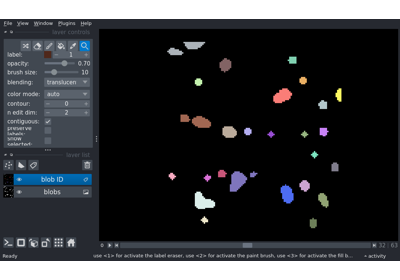 File View Window Plugins Help
layer controls
label: 1
opacity: 0.70
brush size: 10
blending: translucen
color mode: auto
contour: 0
n edit dim: 2
contiguous:
preserve labels:
show selected:
layer list
blob ID
blobs
32 63
Ready
use <1> for activate the label eraser, use <2> for activate the paint brush, use <3> for activate the fill b...
activity